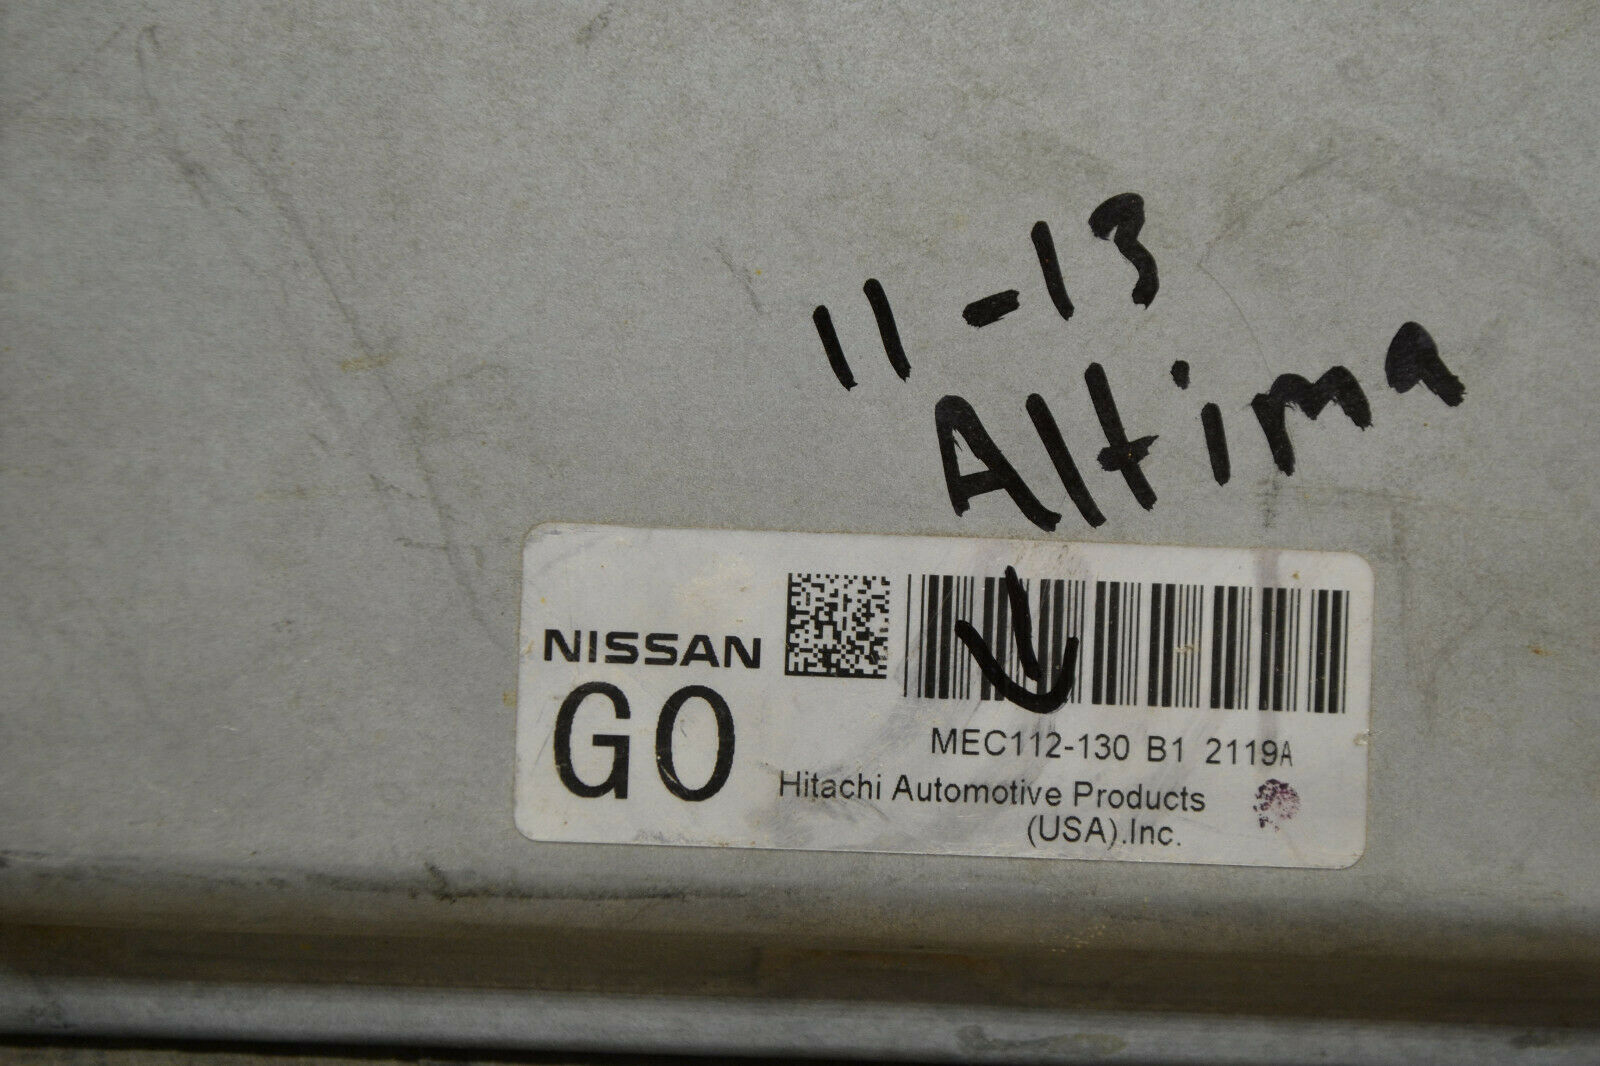 11-13
Altima
NISSAN
GO
MEC112-130 B1 2119A
Hitachi Automotive Products
(USA).Inc.